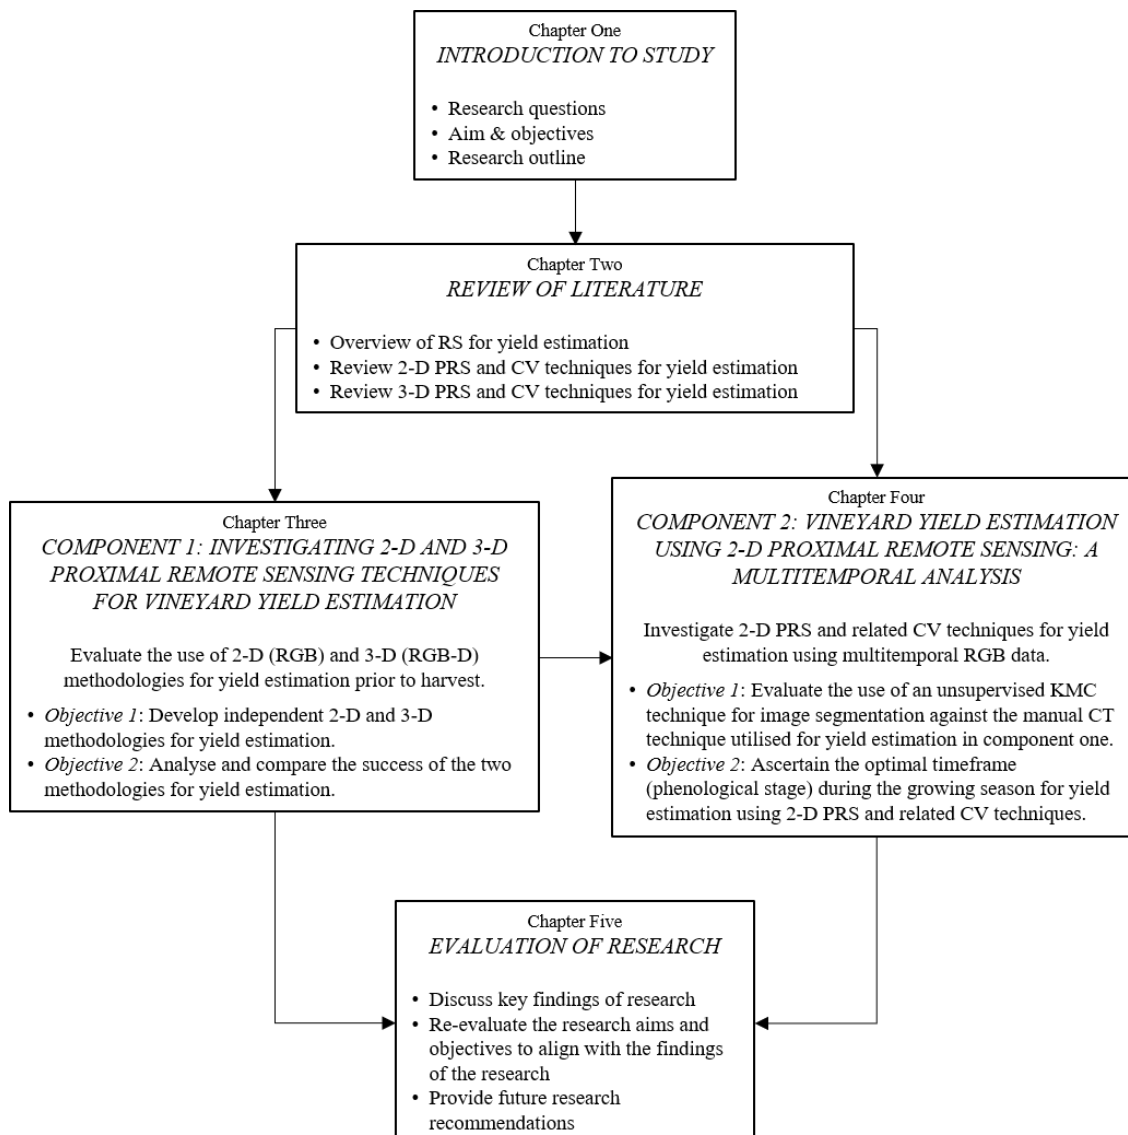 Chapter One
INTRODUCTION TO STUDY
• Research questions
• Aim & objectives
• Research outline
Chapter Two
REVIEW OF LITERATURE
• Overview of RS for yield estimation
• Review 2-D PRS and CV techniques for yield estimation
• Review 3-D PRS and CV techniques for yield estimation
Chapter Three
COMPONENT 1: INVESTIGATING 2-D AND 3-D
PROXIMAL REMOTE SENSING TECHNIQUES
FOR VINEYARD YIELD ESTIMATION
Evaluate the use of 2-D (RGB) and 3-D (RGB-D)
methodologies for yield estimation prior to harvest.
• Objective 1: Develop independent 2-D and 3-D
methodologies for yield estimation.
• Objective 2: Analyse and compare the success of the two
methodologies for yield estimation.
Chapter Four
COMPONENT 2: VINEYARD YIELD ESTIMATION
USING 2-D PROXIMAL REMOTE SENSING: A
MULTITEMPORAL ANALYSIS
Investigate 2-D PRS and related CV techniques for yield
estimation using multitemporal RGB data.
• Objective 1: Evaluate the use of an unsupervised KMC
technique for image segmentation against the manual CT
technique utilised for yield estimation in component one.
• Objective 2: Ascertain the optimal timeframe
(phenological stage) during the growing season for yield
estimation using 2-D PRS and related CV techniques.
Chapter Five
EVALUATION OF RESEARCH
• Discuss key findings of research
• Re-evaluate the research aims and
objectives to align with the findings
of the research
• Provide future research
recommendations